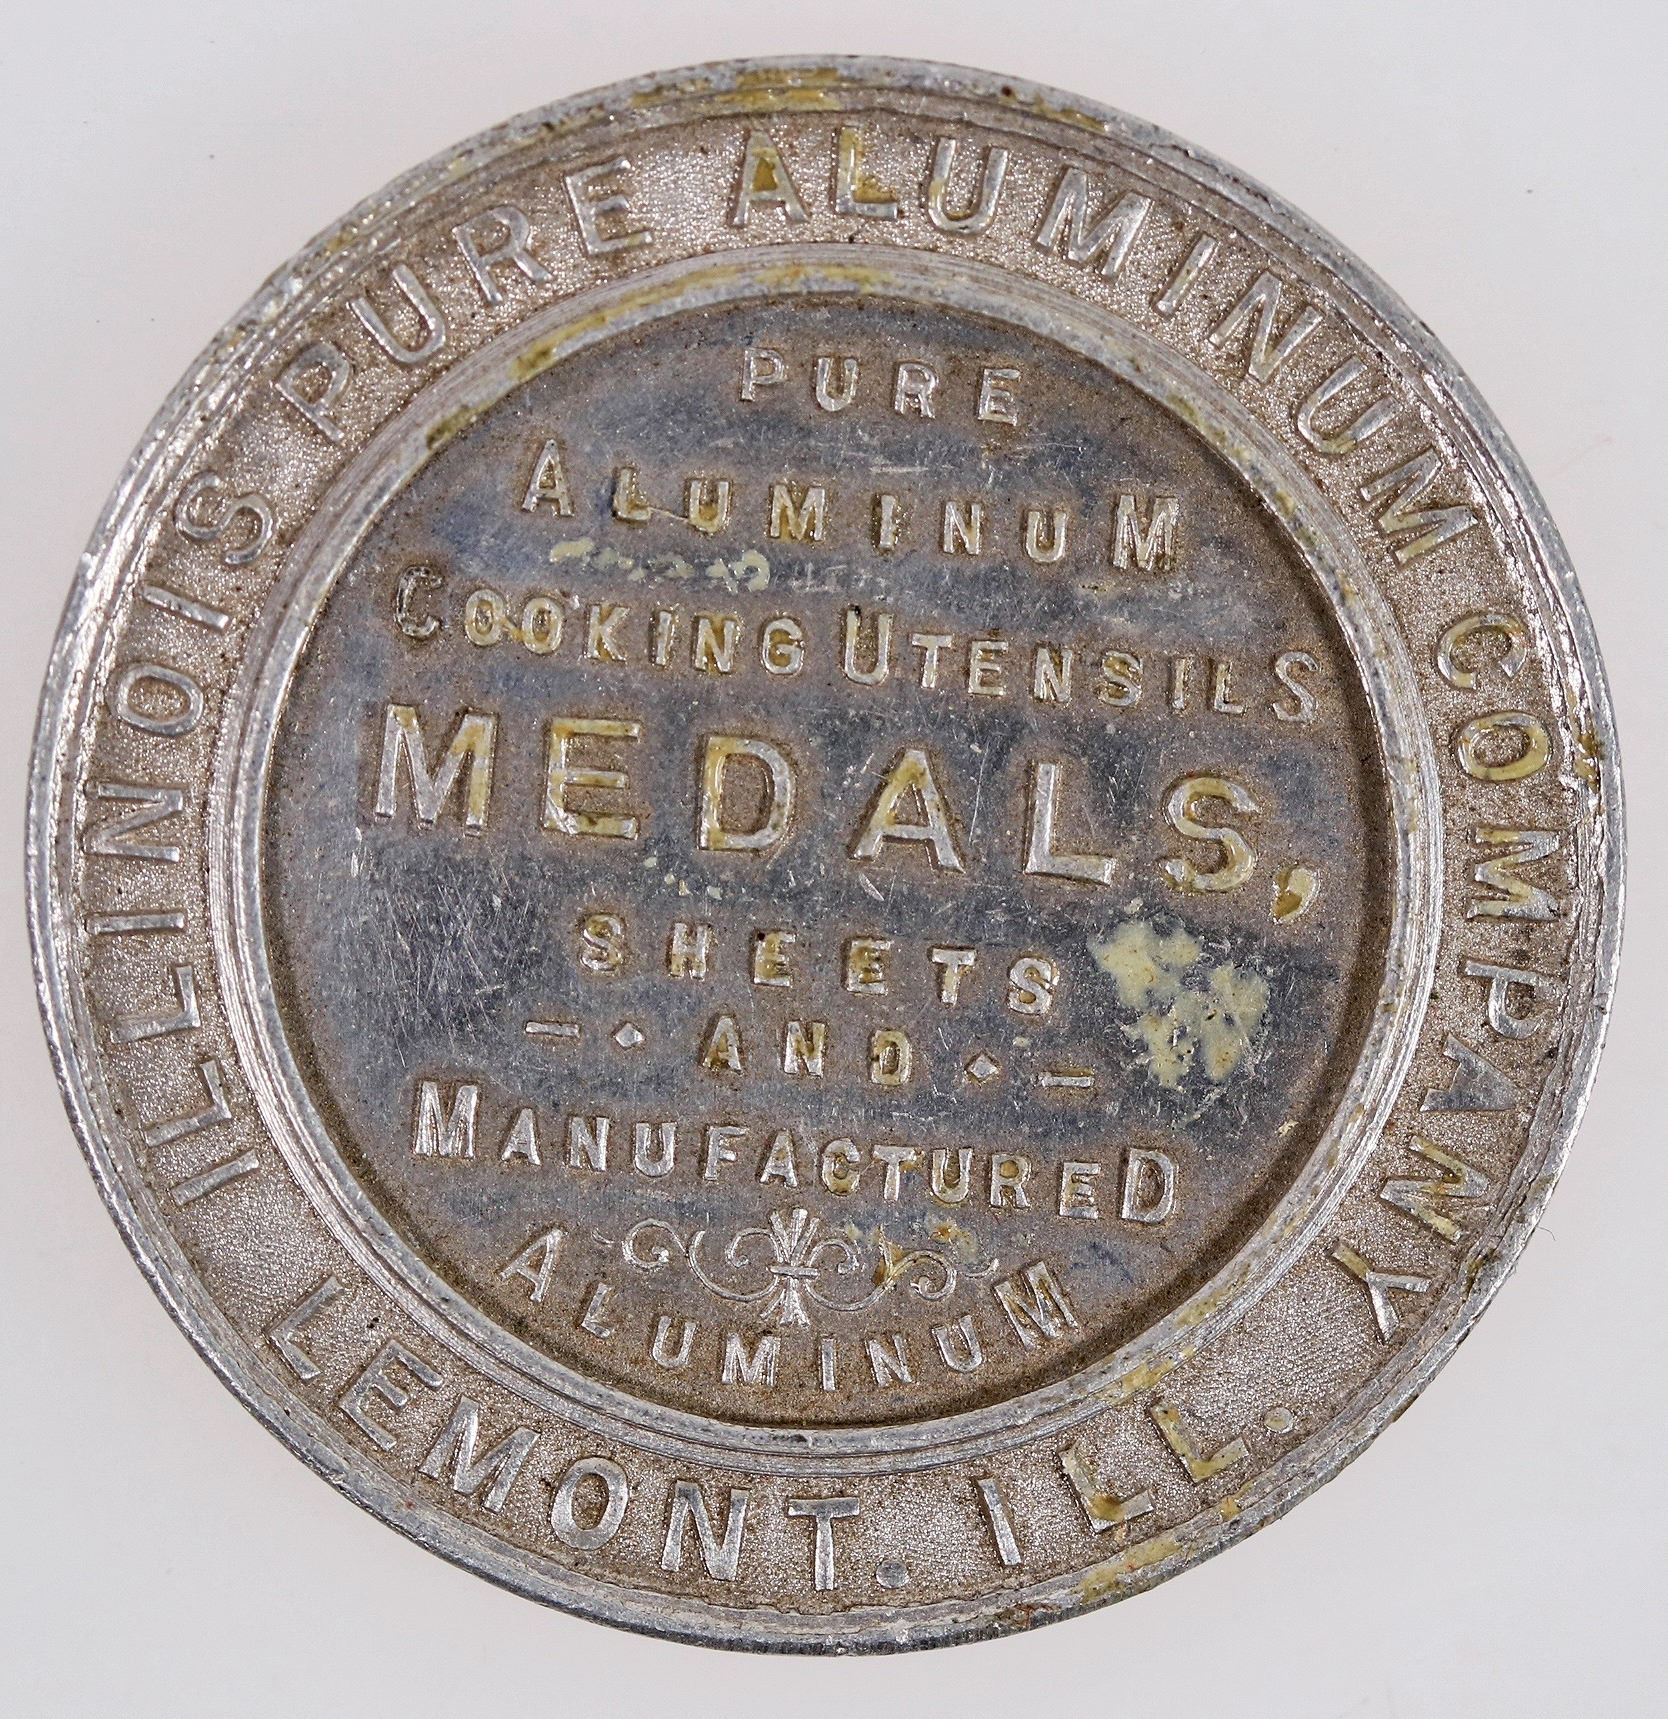 ILLINOIS PURE ALUMINUM COMPANY
LEMONT. ILL.
PURE
ALUMINUM
COOKING UTENSILS
MEDALS,
SHEETS
AND
MANUFACTURED
ALUMINUM